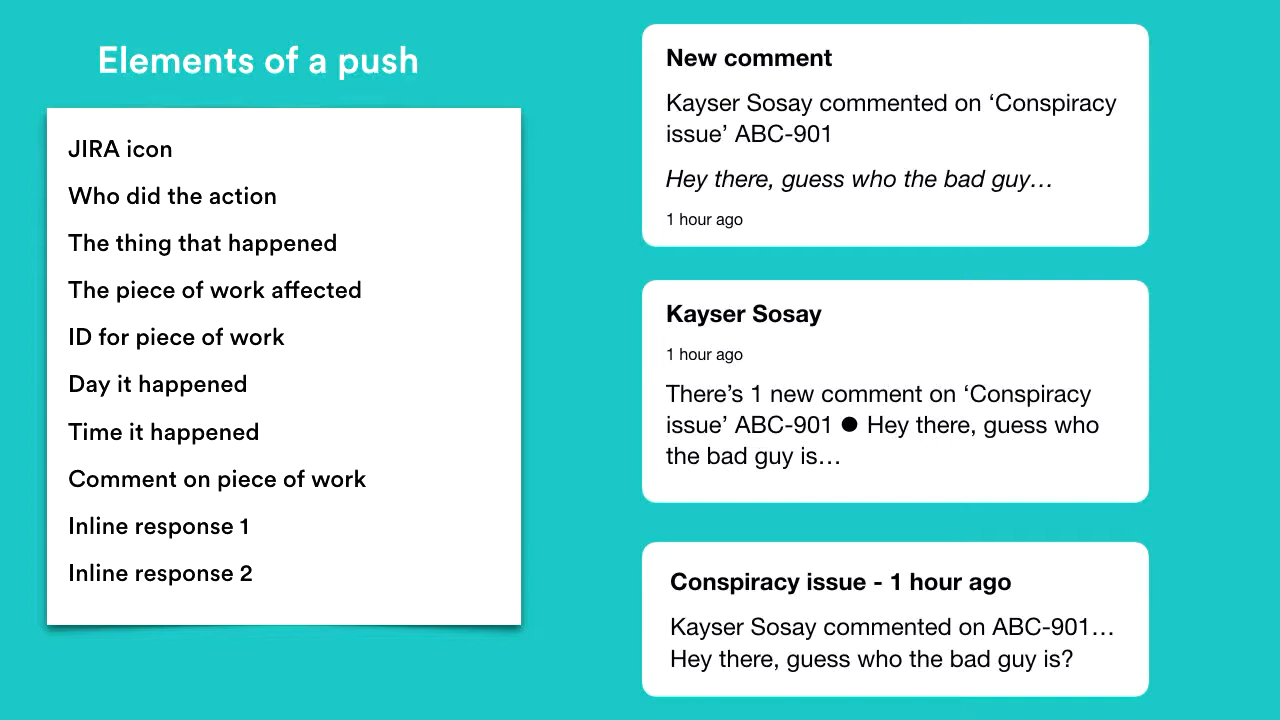 Elements of a push
JIRA icon
Who did the action
The thing that happened
The piece of work affected
ID for piece of work
Day it happened
Time it happened
Comment on piece of work
Inline response 1
Inline response 2
New comment
Kayser Sosay commented on ‘Conspiracy
issue’ ABC-901
Hey there, guess who the bad guy…
1 hour ago
Kayser Sosay
1 hour ago
There’s 1 new comment on ‘Conspiracy
issue’ ABC-901 ● Hey there, guess who
the bad guy is…
Conspiracy issue - 1 hour ago
Kayser Sosay commented on ABC-901…
Hey there, guess who the bad guy is?